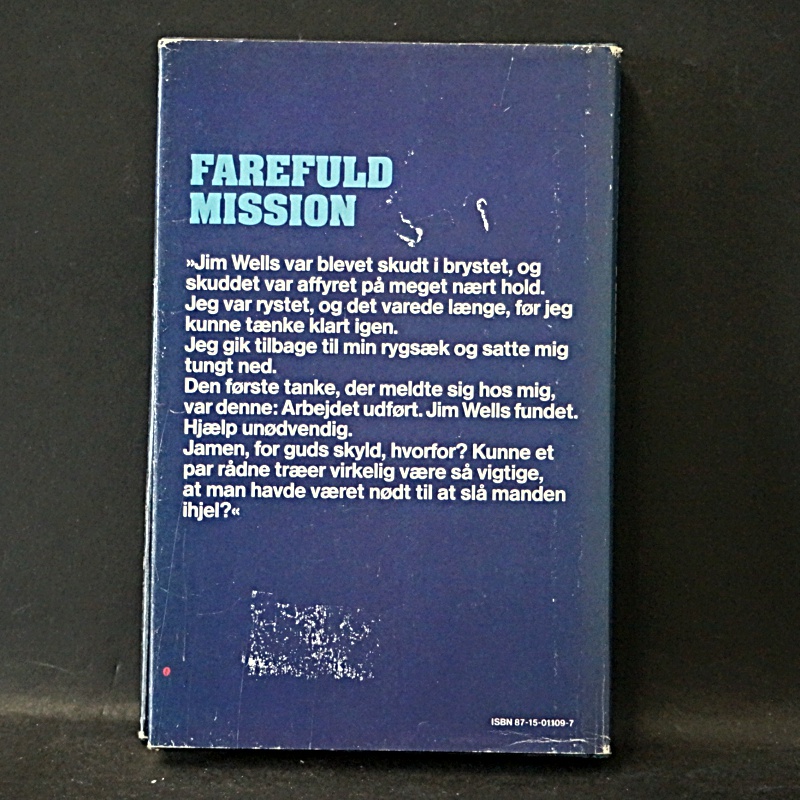 FAREFULD
MISSION
»Jim Wells var blevet skudt i brystet, og
skuddet var affyret på meget nært hold.
Jeg var rystet, og det varede længe, før jeg
kunne tænke klart igen.
Jeg gik tilbage til min rygsæk og satte mig
tungt ned.
Den første tanke, der meldte sig hos mig,
var denne: Arbejdet udført. Jim Wells fundet.
Hjælp unødvendig.
Jamen, for guds skyld, hvorfor? Kunne et
par rådne træer virkelig være så vigtige,
at man havde været nødt til at slå manden
ihjel?«
ISBN 87-15-01109-7